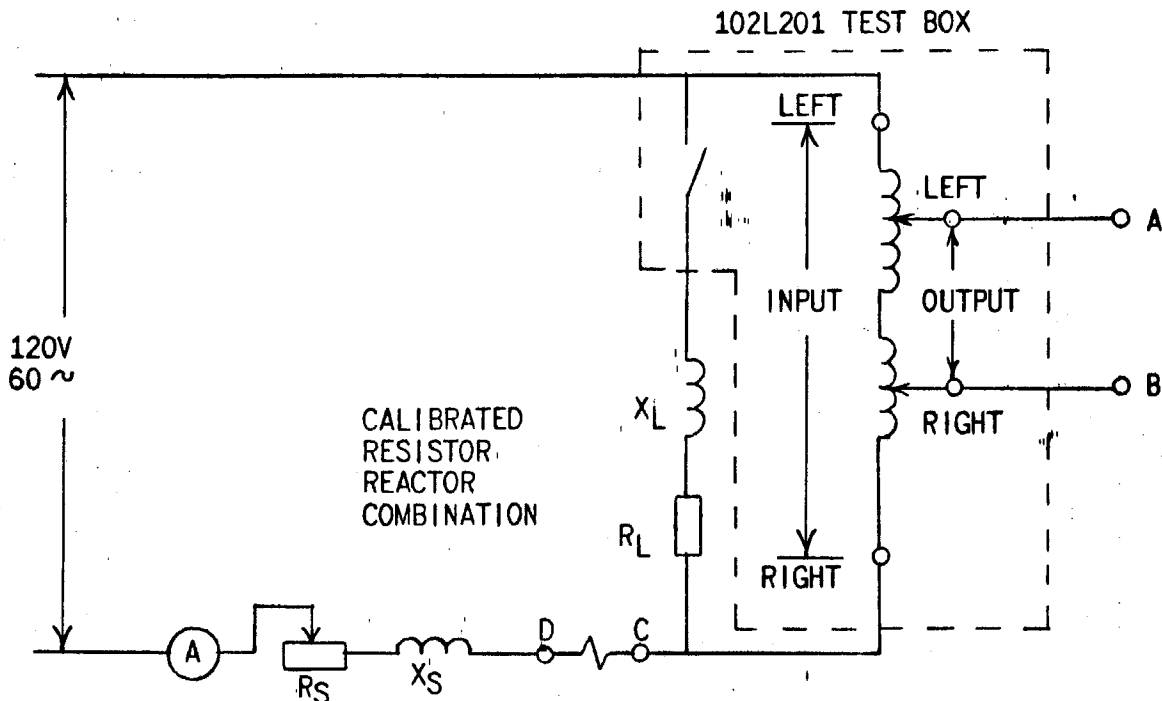 102L201 TEST BOX
LEFT
LEFT
A
INPUT
OUTPUT
120V
60 ~
B
X_L
RIGHT
CALIBRATED
RESISTOR
REACTOR
COMBINATION
R_L
RIGHT
D
C
A
R_S
X_S